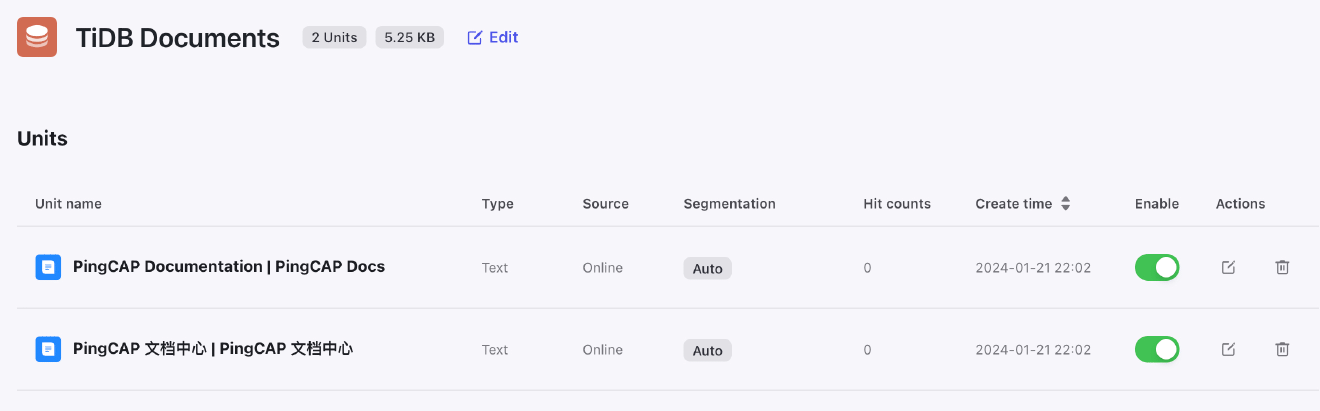 TiDB Documents 2 Units 5.25 KB Edit
Units
Unit name Type Source Segmentation Hit counts Create time Enable Actions
PingCAP Documentation | PingCAP Docs Text Online Auto 0 2024-01-21 22:02
PingCAP 文档中心 | PingCAP 文档中心 Text Online Auto 0 2024-01-21 22:02